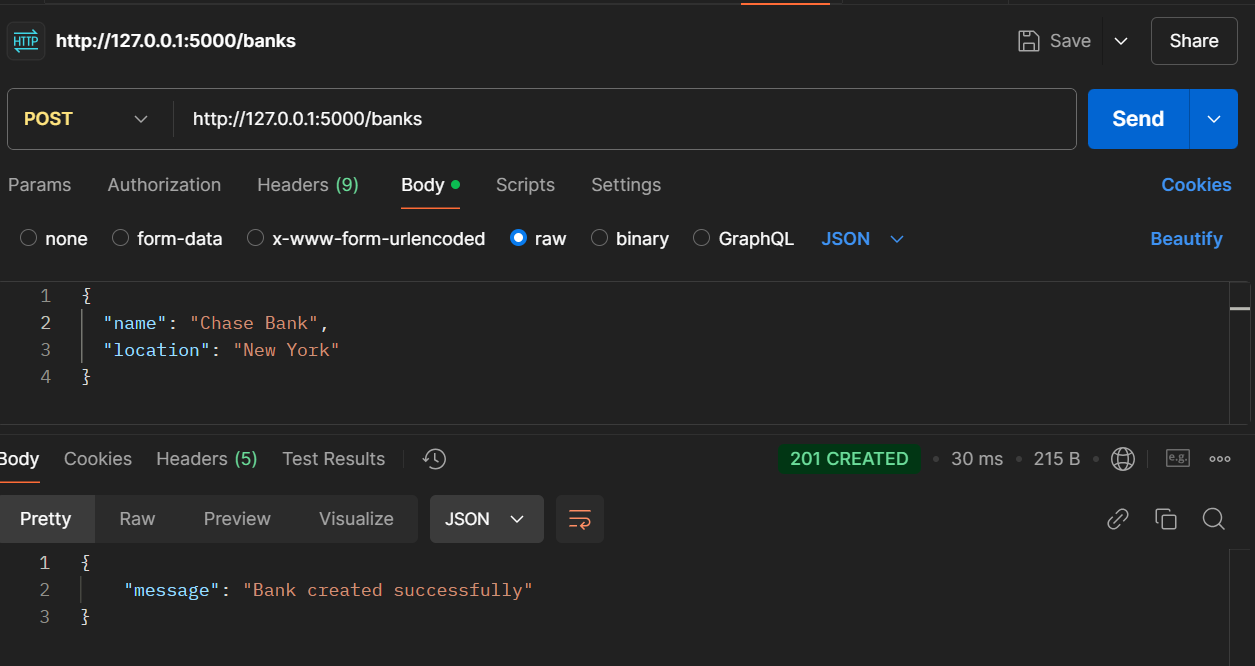 HTTP http://127.0.0.1:5000/banks Save Share
POST http://127.0.0.1:5000/banks Send
Params Authorization Headers (9) Body Scripts Settings Cookies
none form-data x-www-form-urlencoded raw binary GraphQL JSON Beautify
1 {
2 "name": "Chase Bank",
3 "location": "New York"
4 }
Body Cookies Headers (5) Test Results 201 CREATED • 30 ms • 215 B • e.g.
Pretty Raw Preview Visualize JSON
1 {
2 "message": "Bank created successfully"
3 }